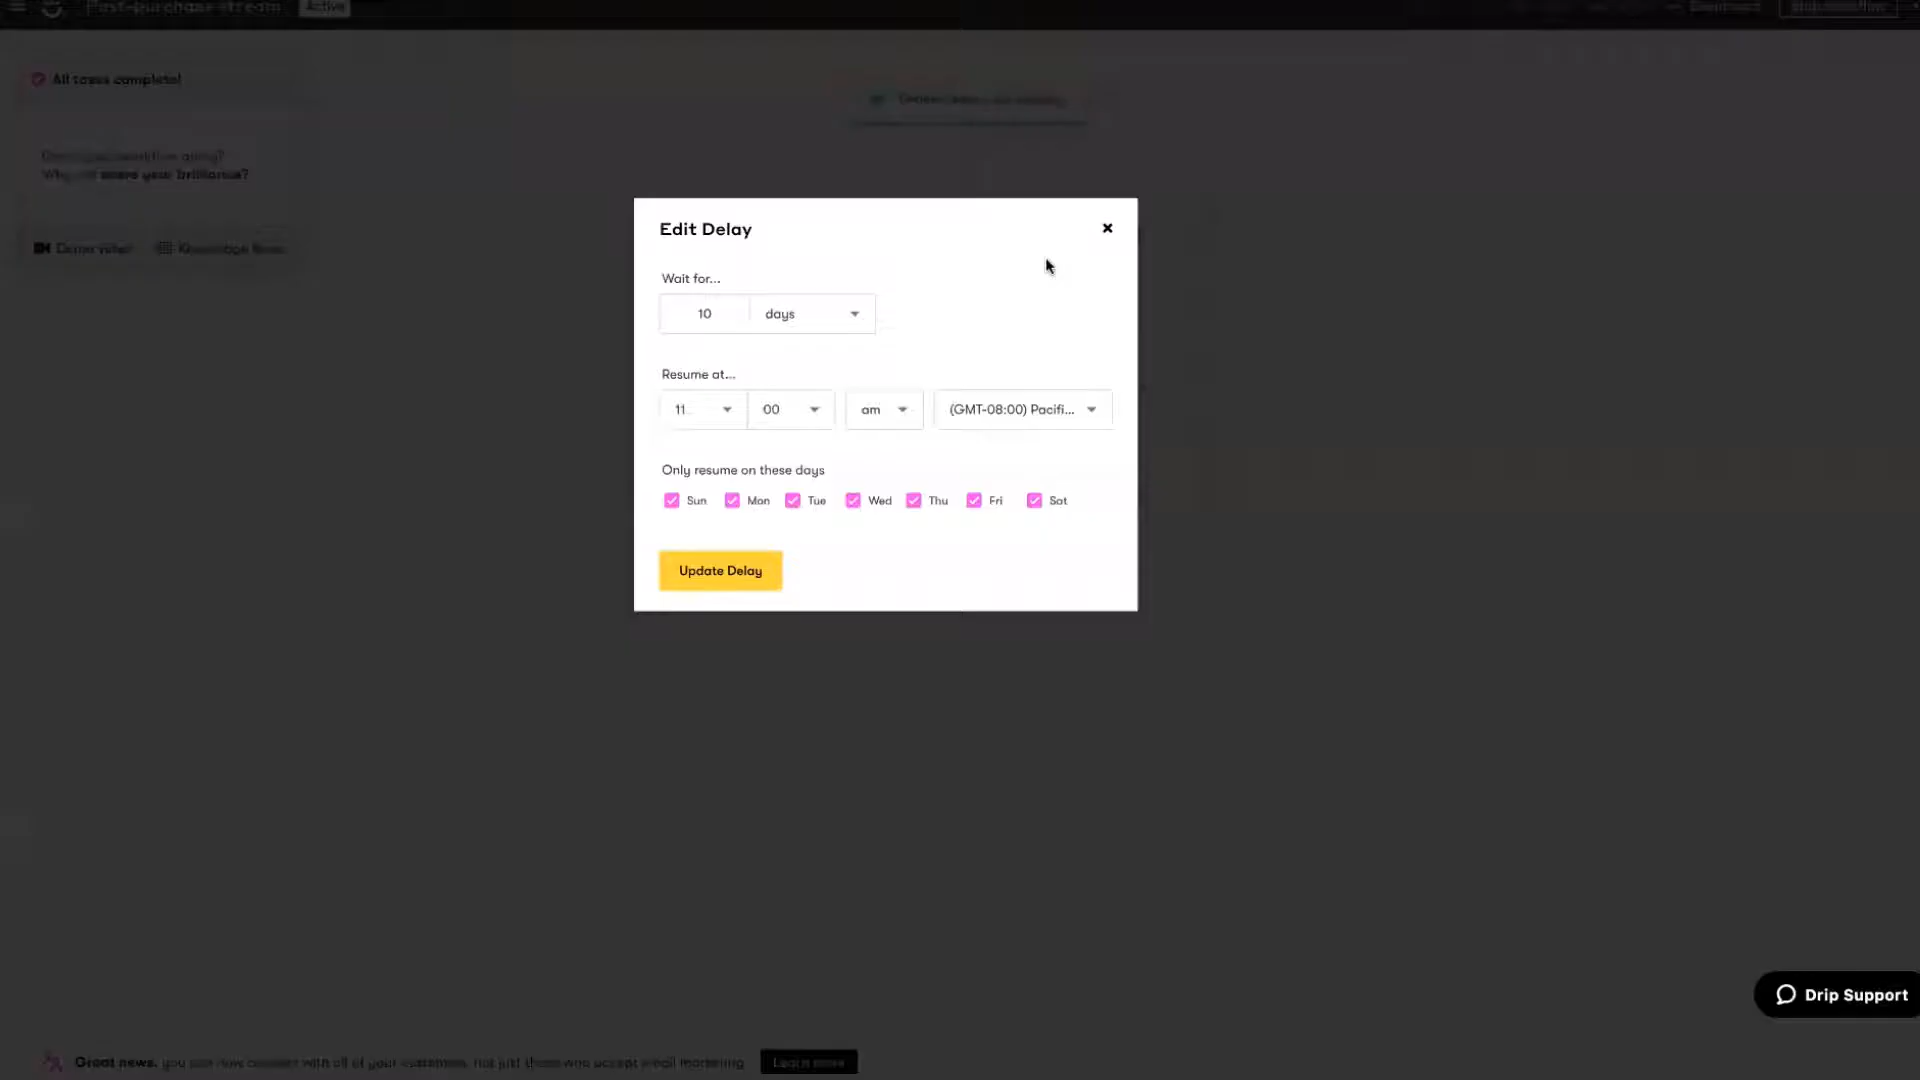 Post-purchase stream Active
Dashboard
All tasks complete!
share your brilliance?
Demo video Knowledge Base
Edit Delay
Wait for...
10 days
Resume at...
11 00 am (GMT-08:00) Pacifi...
Only resume on these days
Sun Mon Tue Wed Thu Fri Sat
Update Delay
Drip Support
Great news, you can now connect with all of your customers, not just those who accept email marketing Learn more